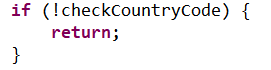 if (!checkCountryCode) {
    return;
}